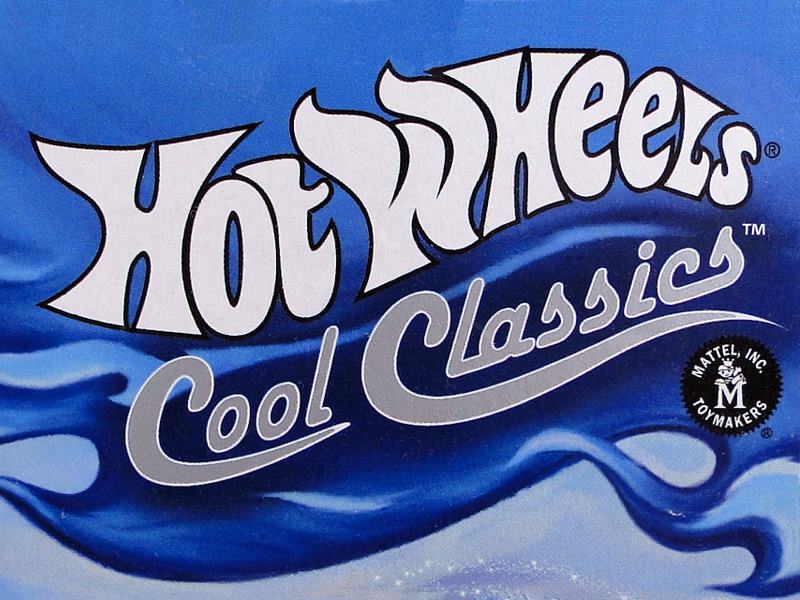 HOT WHEELS®
Cool Classics™
MATTEL, INC.
M
TOYMAKERS
®